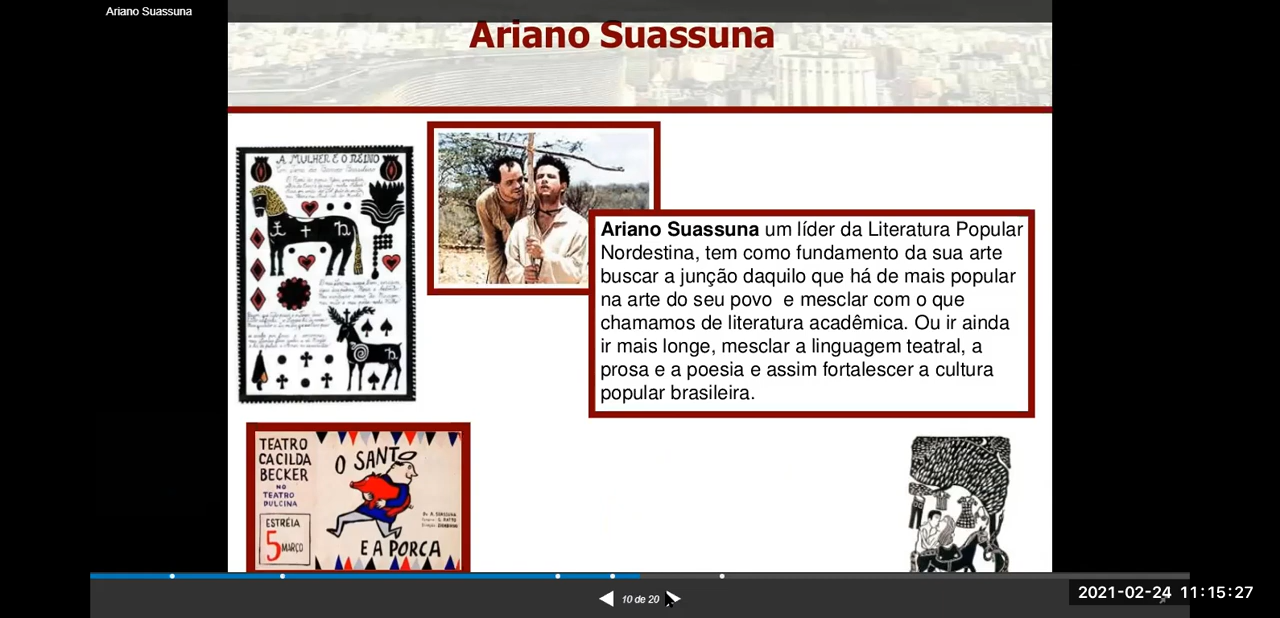 Ariano Suassuna
Ariano Suassuna
A MULHER E O REINO
Ariano Suassuna um líder da Literatura Popular
Nordestina, tem como fundamento da sua arte
buscar a junção daquilo que há de mais popular
na arte do seu povo e mesclar com o que
chamamos de literatura acadêmica. Ou ir ainda
ir mais longe, mesclar a linguagem teatral, a
prosa e a poesia e assim fortalescer a cultura
popular brasileira.
TEATRO
CACILDA
BECKER
NO
TEATRO
DULCINA
ESTRÉIA
5 MARÇO
O SANTO
E A PORCA
10 de 20
2021-02-24 11:15:27